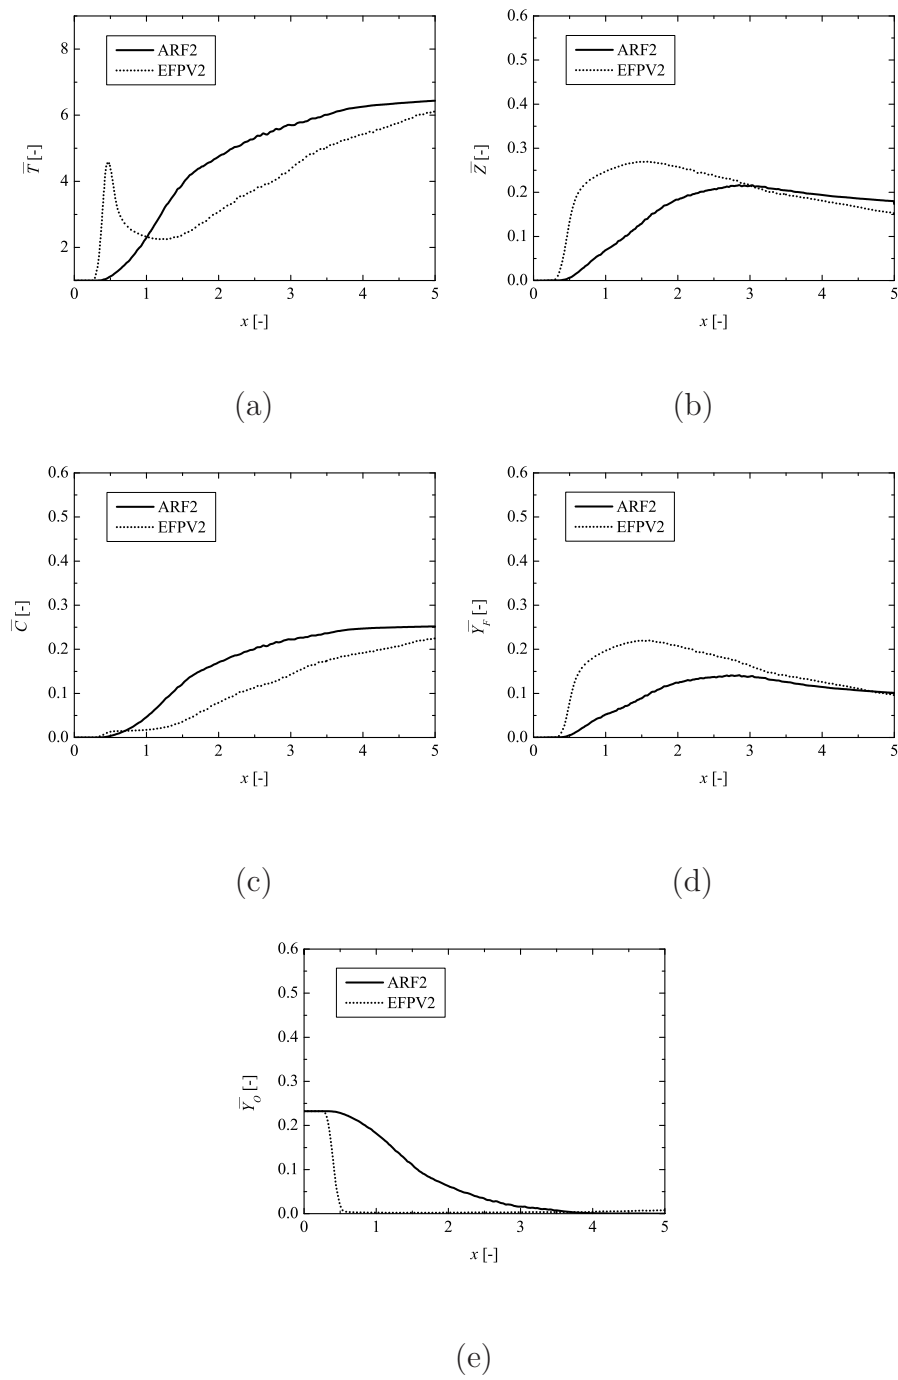 8
6
4
2
0 1 2 3 4 5
T̅ [-]
x [-]
ARF2
EFPV2
(a)
0.6
0.5
0.4
0.3
0.2
0.1
0.0
0 1 2 3 4 5
Z̅ [-]
x [-]
ARF2
EFPV2
(b)
0.6
0.5
0.4
0.3
0.2
0.1
0.0
0 1 2 3 4 5
C̅ [-]
x [-]
ARF2
EFPV2
(c)
0.6
0.5
0.4
0.3
0.2
0.1
0.0
0 1 2 3 4 5
Y̅_F [-]
x [-]
ARF2
EFPV2
(d)
0.6
0.5
0.4
0.3
0.2
0.1
0.0
0 1 2 3 4 5
Y̅_O [-]
x [-]
ARF2
EFPV2
(e)